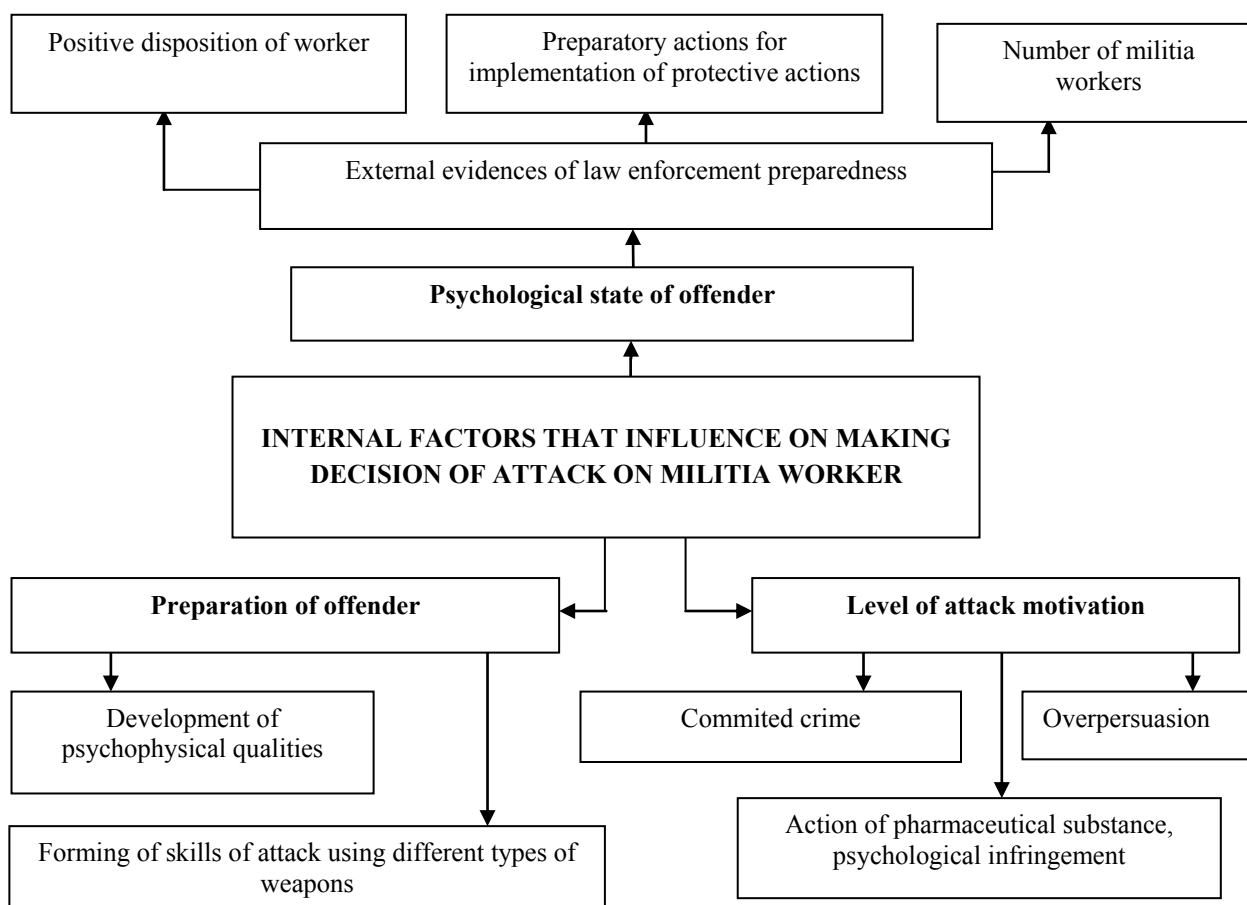 Positive disposition of worker
Preparatory actions for
implementation of protective actions
Number of militia
workers
External evidences of law enforcement preparedness
Psychological state of offender
INTERNAL FACTORS THAT INFLUENCE ON MAKING
DECISION OF ATTACK ON MILITIA WORKER
Preparation of offender
Level of attack motivation
Development of
psychophysical qualities
Commited crime
Overpersuasion
Forming of skills of attack using different types of
weapons
Action of pharmaceutical substance,
psychological infringement